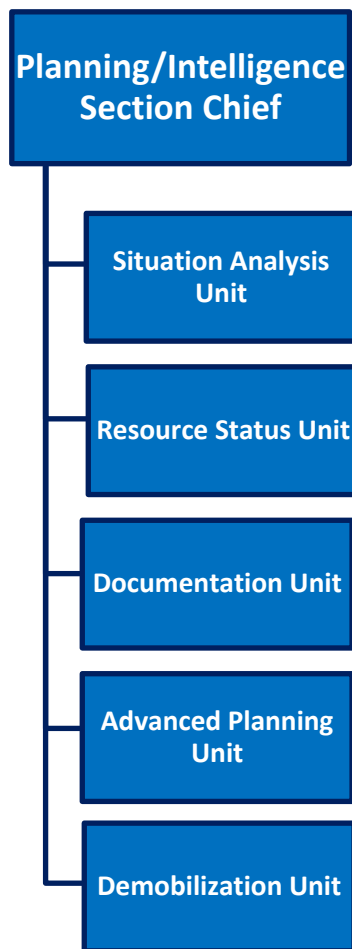 Planning/Intelligence
Section Chief
Situation Analysis
Unit
Resource Status Unit
Documentation Unit
Advanced Planning
Unit
Demobilization Unit